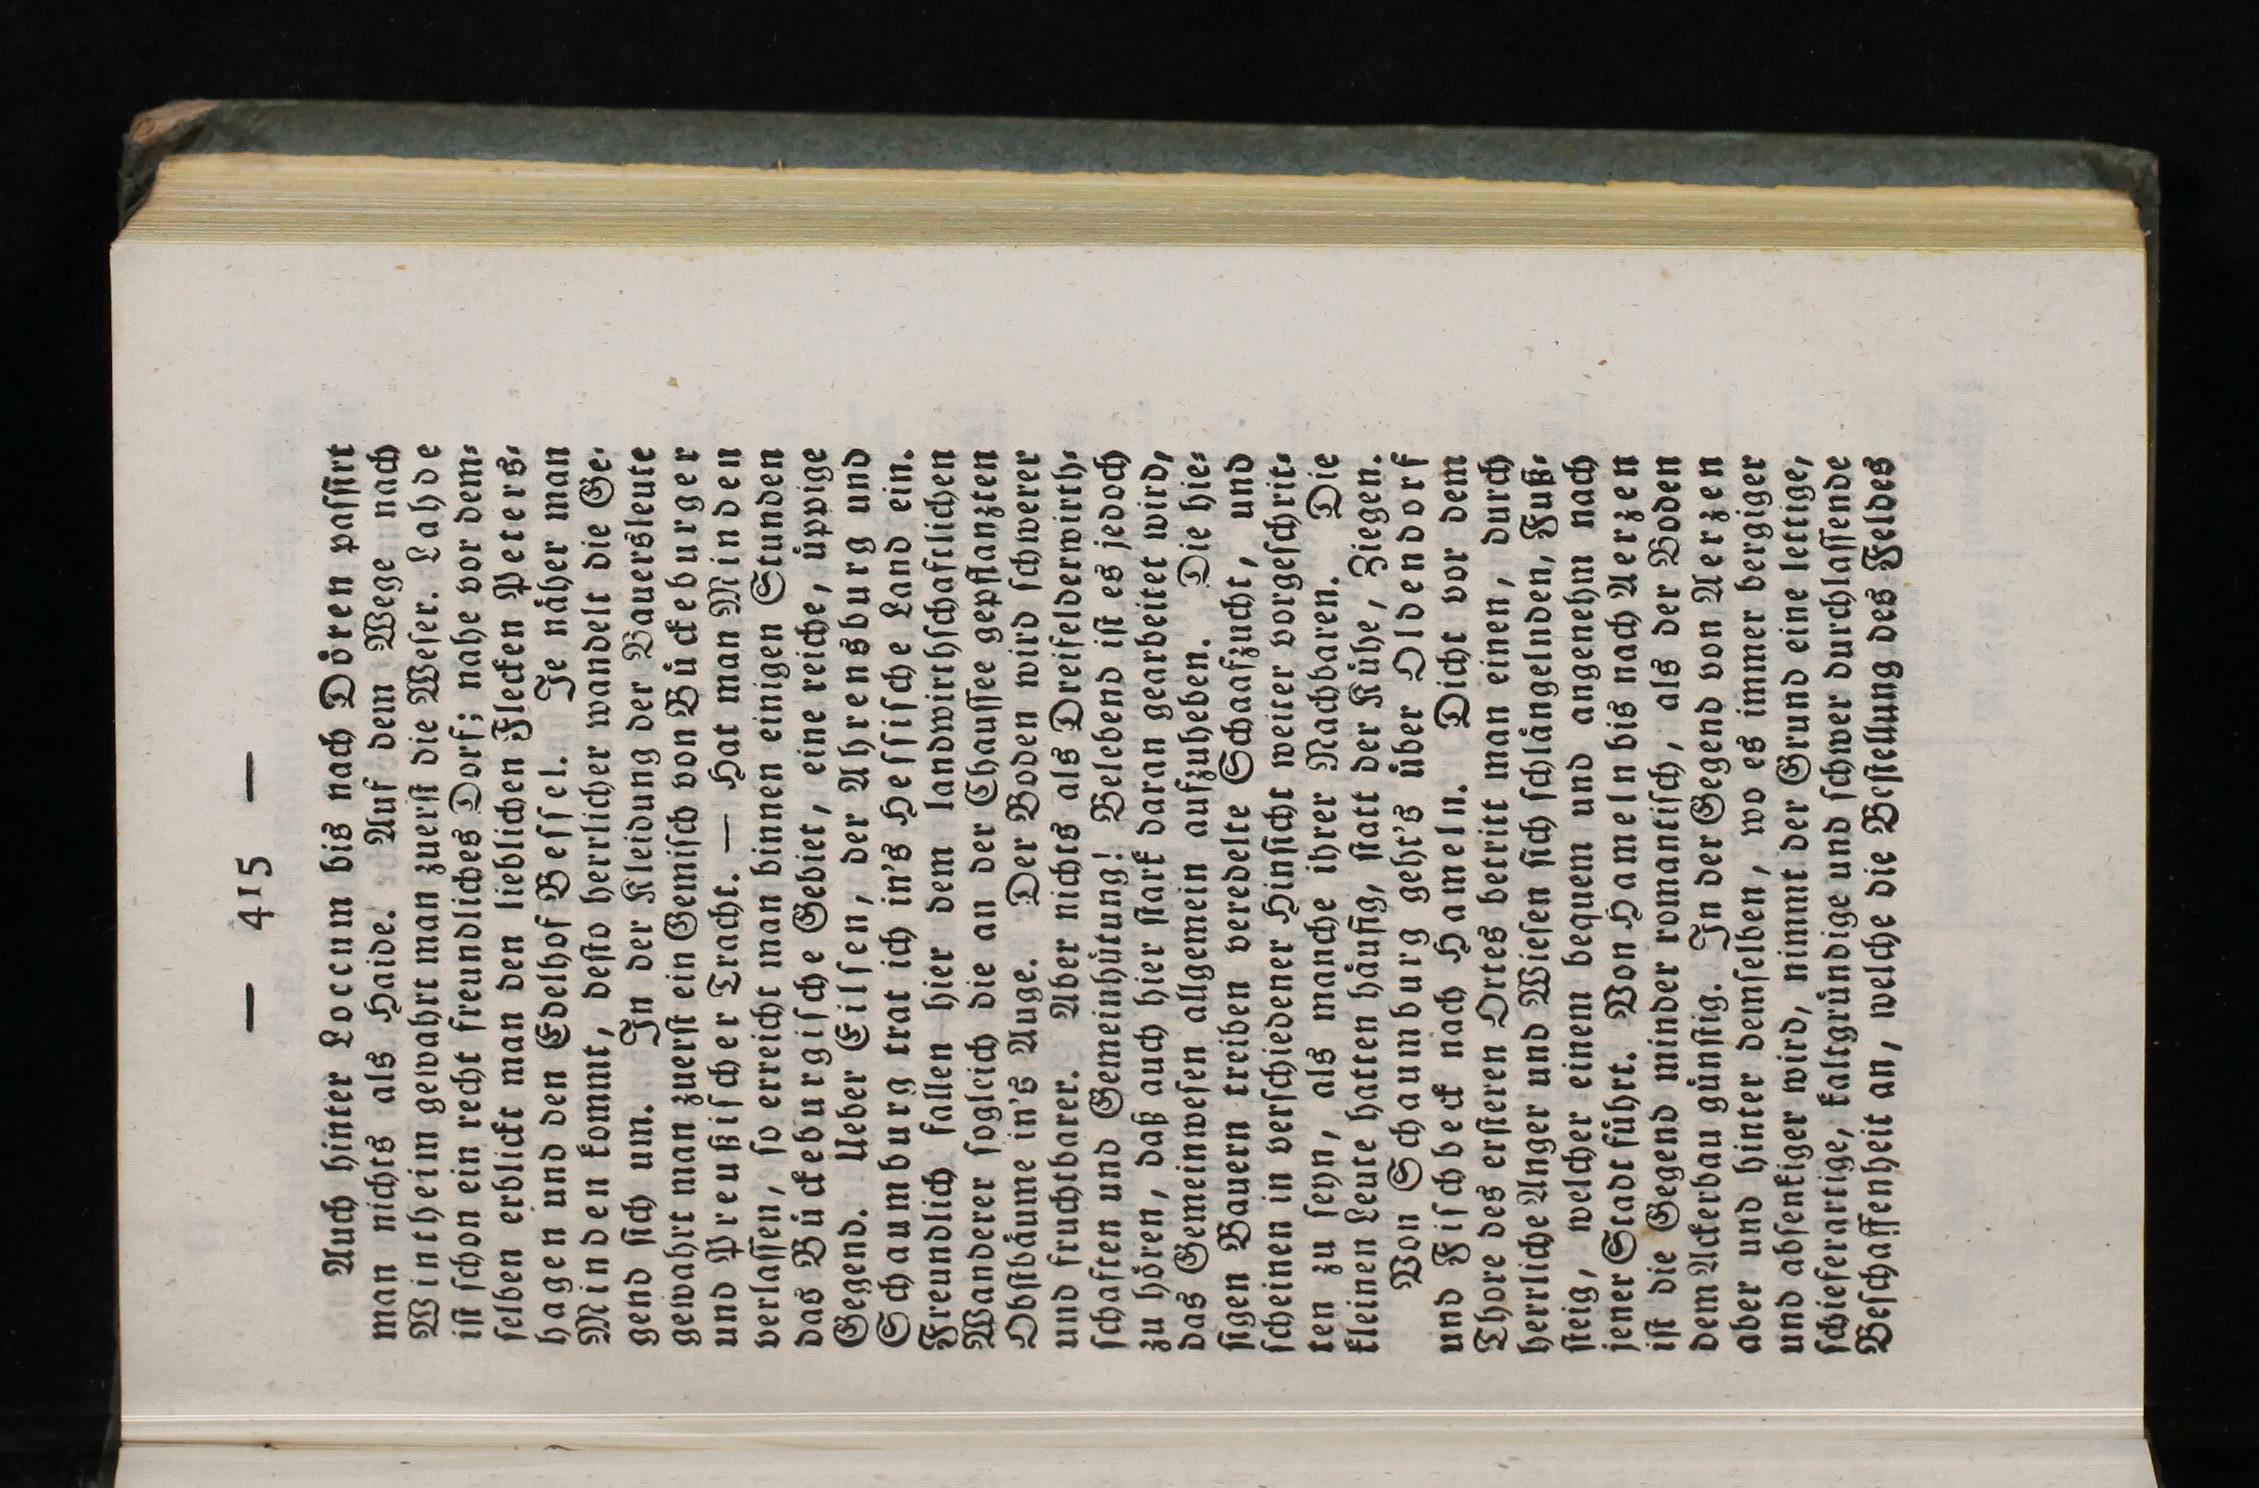 — 415 —
Auch hinter Loccum bis nach Dören passirt
man nichts als Haide. Auf dem Wege nach
Wintheim gewahrt man zuerst die Weser. Lahde
ist schon ein recht freundliches Dorf; nahe vor dem-
selben erblickt man den lieblichen Flecken Peters-
hagen und den Edelhof Bessel. Je näher man
Minden kommt, desto herrlicher wandelt die Ge-
gend sich um. In der Kleidung der Bauersleute
gewahrt man zuerst ein Gemisch von Bückeburger
und Preußischer Tracht. — Hat man Minden
verlassen, so erreicht man binnen einigen Stunden
das Bückeburgische Gebiet, eine reiche, üppige
Gegend. Ueber Eilsen, der Ahrensburg und
Schaumburg trat ich in's Hessische Land ein.
Freundlich fallen hier dem landwirthschaftlichen
Wanderer sogleich die an der Chaussee gepflanzten
Obstbäume in's Auge. Der Boden wird schwerer
und fruchtbarer. Aber nichts als Dreifelderwirth-
schaften und Gemeinhütung! Belebend ist es jedoch
zu hören, daß auch hier stark daran gearbeitet wird,
das Gemeinwesen allgemein aufzuheben. Die hie-
sigen Bauern treiben veredelte Schaafzucht, und
scheinen in verschiedener Hinsicht weiter vorgeschrit-
ten zu seyn, als manche ihrer Nachbaren. Die
kleinen Leute hatten häufig, statt der Kühe, Ziegen.
Von Schaumburg geht's über Oldendorf
und Fischbeck nach Hameln. Dicht vor dem
Thore des ersteren Ortes betritt man einen, durch
herrliche Anger und Wiesen sich schlängelnden, Fuß-
steig, welcher einem bequem und angenehm nach
jener Stadt führt. Von Hameln bis nach Aerzen
ist die Gegend minder romantisch, als der Boden
dem Ackerbau günstig. In der Gegend von Aerzen
aber und hinter demselben, wo es immer bergiger
und absenkiger wird, nimmt der Grund eine lettige,
schieferartige, kaltgründige und schwer durchlassende
Beschaffenheit an, welche die Bestellung des Feldes